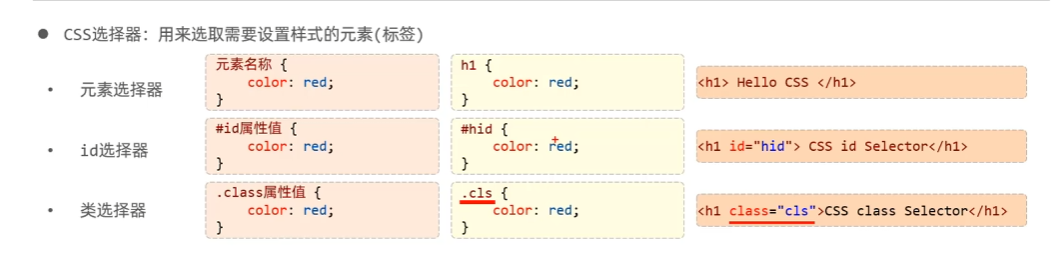 ● CSS选择器：用来选取需要设置样式的元素(标签)
• 元素选择器
元素名称 {
color: red;
}
h1 {
color: red;
}
<h1> Hello CSS </h1>
• id选择器
#id属性值 {
color: red;
}
#hid {
color: red;
}
<h1 id="hid"> CSS id Selector</h1>
• 类选择器
.class属性值 {
color: red;
}
.cls {
color: red;
}
<h1 class="cls">CSS class Selector</h1>